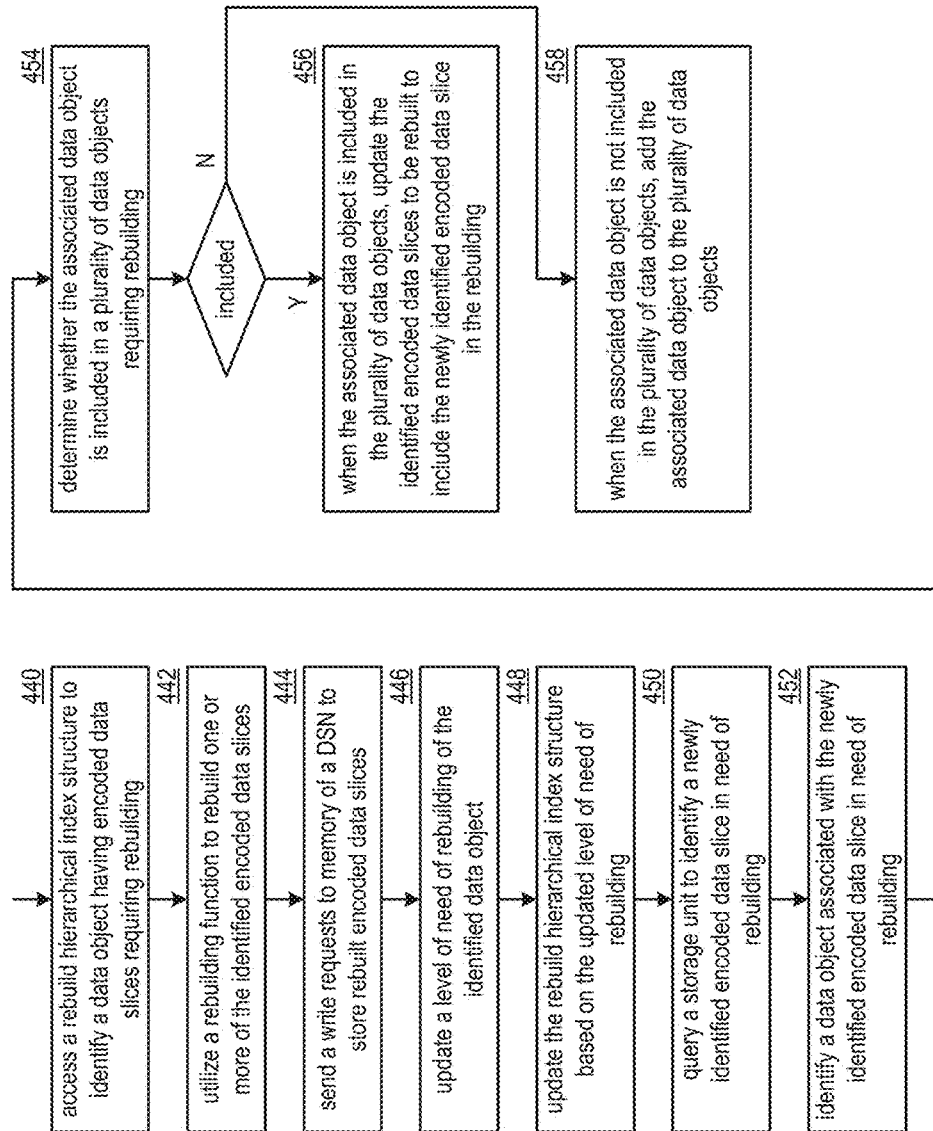 440
access a rebuild hierarchical index structure to
identify a data object having encoded data
slices requiring rebuilding
442
utilize a rebuilding function to rebuild one or
more of the identified encoded data slices
444
send a write requests to memory of a DSN to
store rebuilt encoded data slices
446
update a level of need of rebuilding of the
identified data object
448
update the rebuild hierarchical index structure
based on the updated level of need of
rebuilding
450
query a storage unit to identify a newly
identified encoded data slice in need of
rebuilding
452
identify a data object associated with the newly
identified encoded data slice in need of
rebuilding
454
determine whether the associated data object
is included in a plurality of data objects
requiring rebuilding
included
N
Y
456
when the associated data object is included in
the plurality of data objects, update the
identified encoded data slices to be rebuilt to
include the newly identified encoded data slice
in the rebuilding
458
when the associated data object is not included
in the plurality of data objects, add the
associated data object to the plurality of data
objects